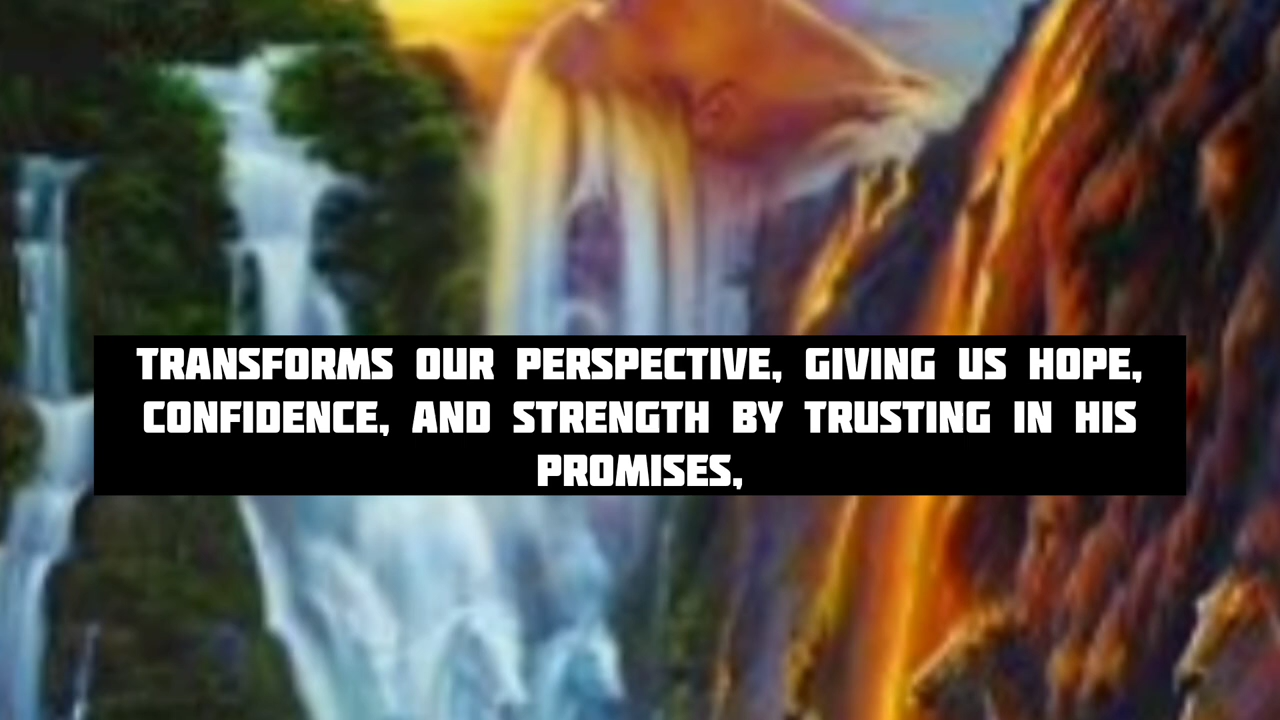 TRANSFORMS OUR PERSPECTIVE, GIVING US HOPE,
CONFIDENCE, AND STRENGTH BY TRUSTING IN HIS
PROMISES,